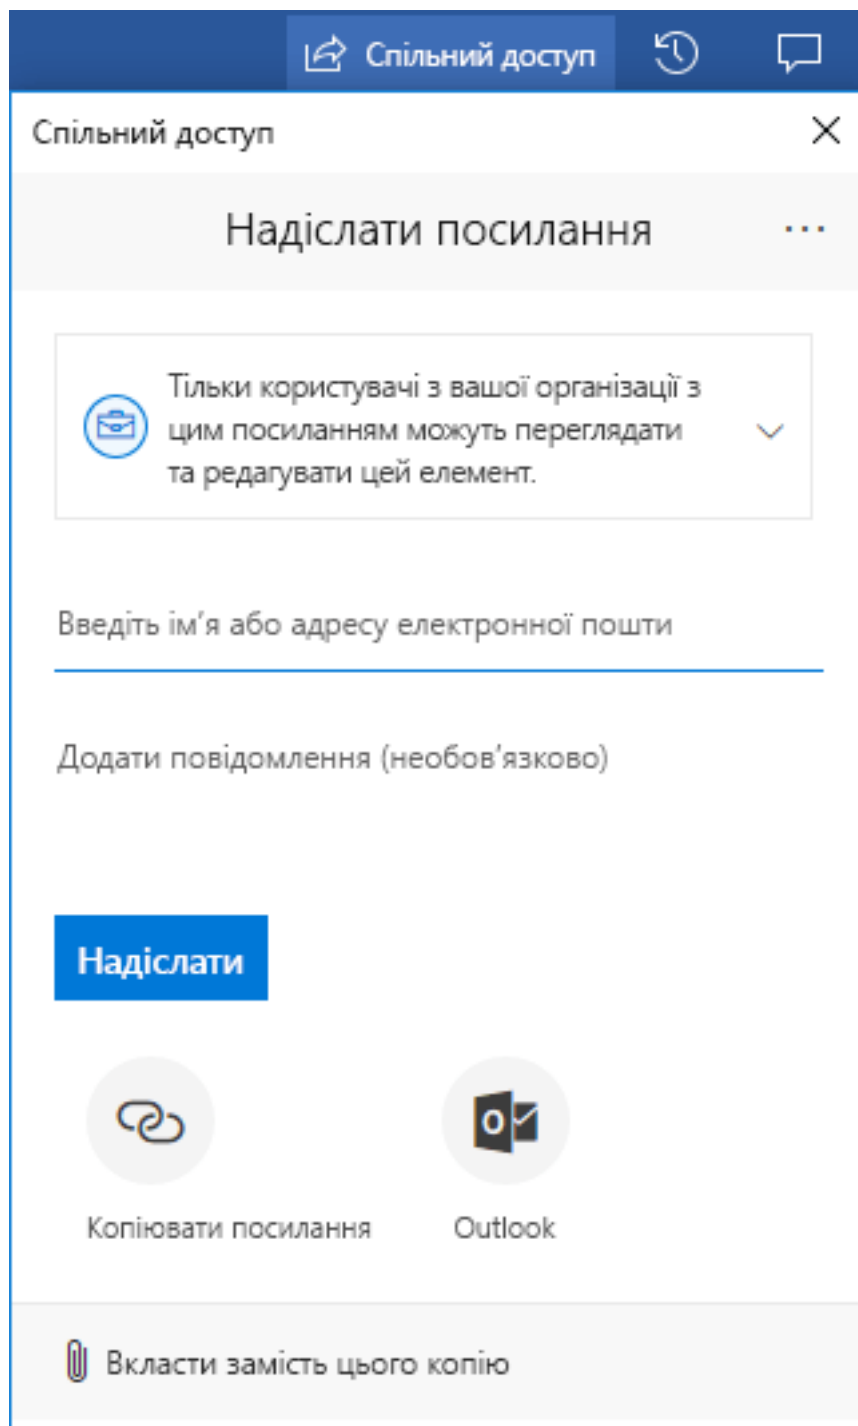 Спільний доступ
Спільний доступ
Надіслати посилання
Тільки користувачі з вашої організації з
цим посиланням можуть переглядати
та редагувати цей елемент.
Введіть ім’я або адресу електронної пошти
Додати повідомлення (необов’язково)
Надіслати
Копіювати посилання
Outlook
Вкласти замість цього копію